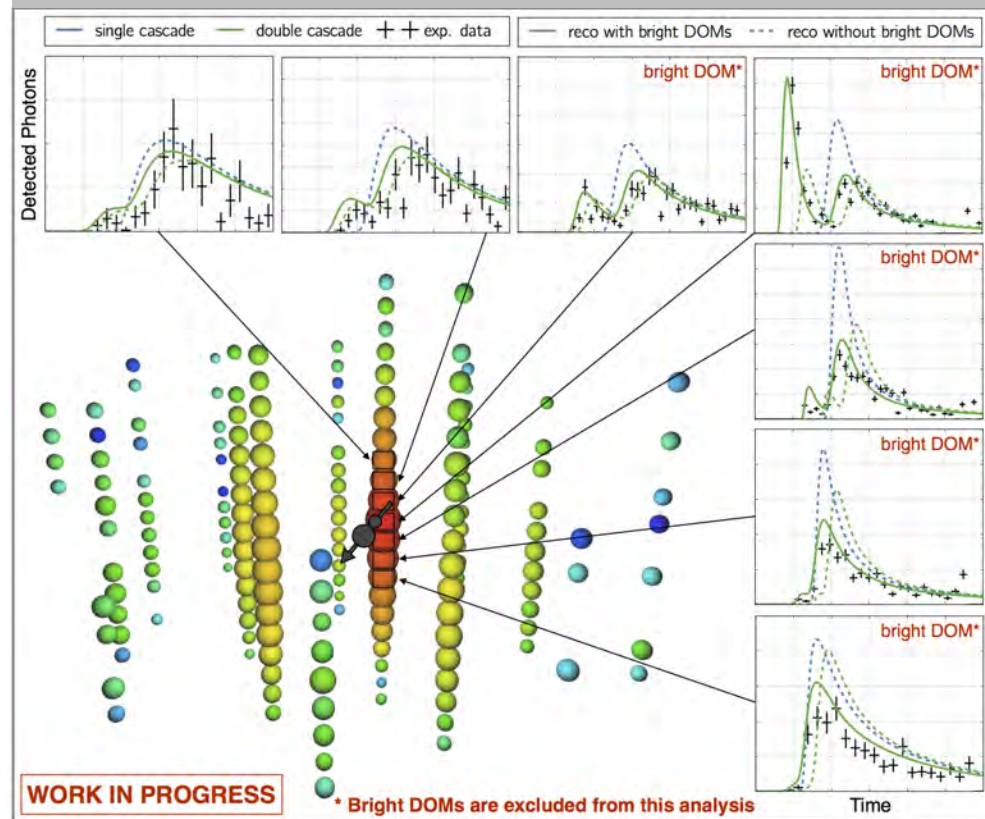 single cascade double cascade exp. data
reco with bright DOMs reco without bright DOMs
Detected Photons
bright DOM*
bright DOM*
bright DOM*
bright DOM*
bright DOM*
WORK IN PROGRESS
* Bright DOMs are excluded from this analysis
Time